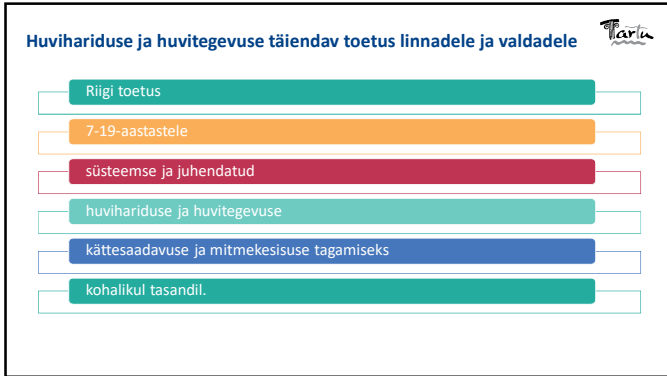 Huvihariduse ja huvitegevuse täiendav toetus linnadele ja valdadele
Tartu
Riigi toetus
7-19-aastastele
süsteemse ja juhendatud
huvihariduse ja huvitegevuse
kättesaadavuse ja mitmekesisuse tagamiseks
kohalikul tasandil.